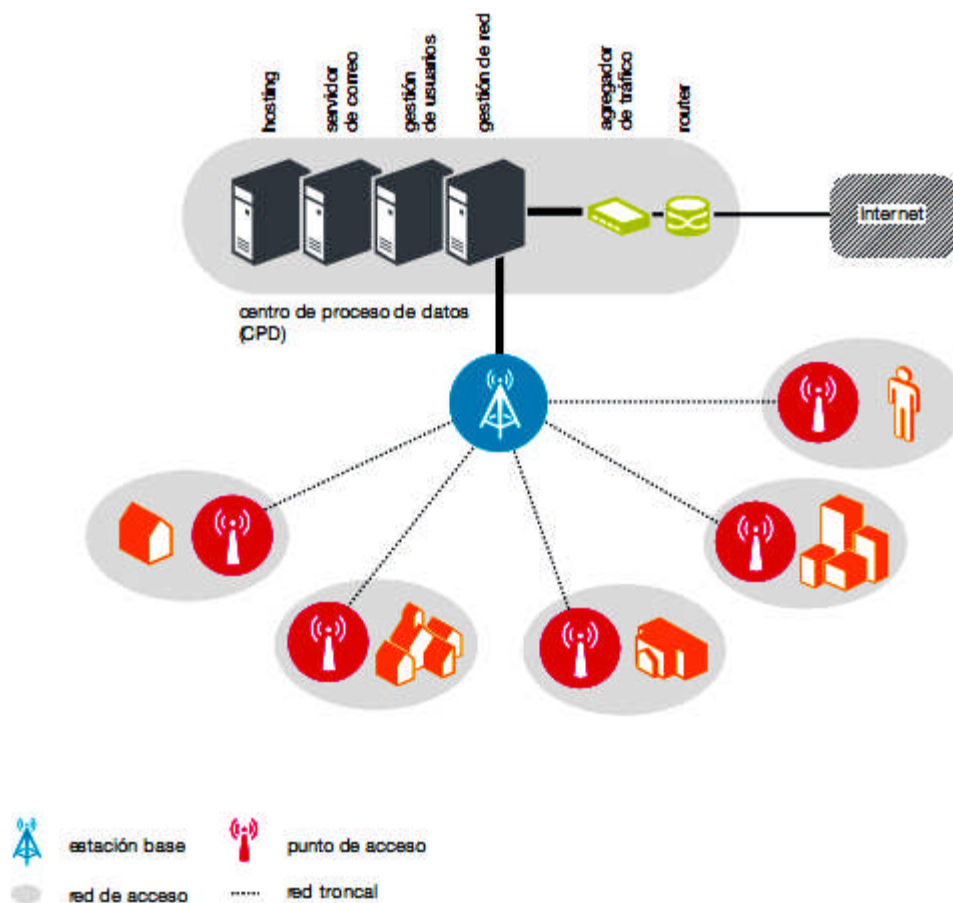 hosting
servidor
de correo
gestión
de usuarios
gestión de red
agregador
de tráfico
router
Internet
centro de proceso de datos
(CPD)
estación base
punto de acceso
red de acceso
red troncal